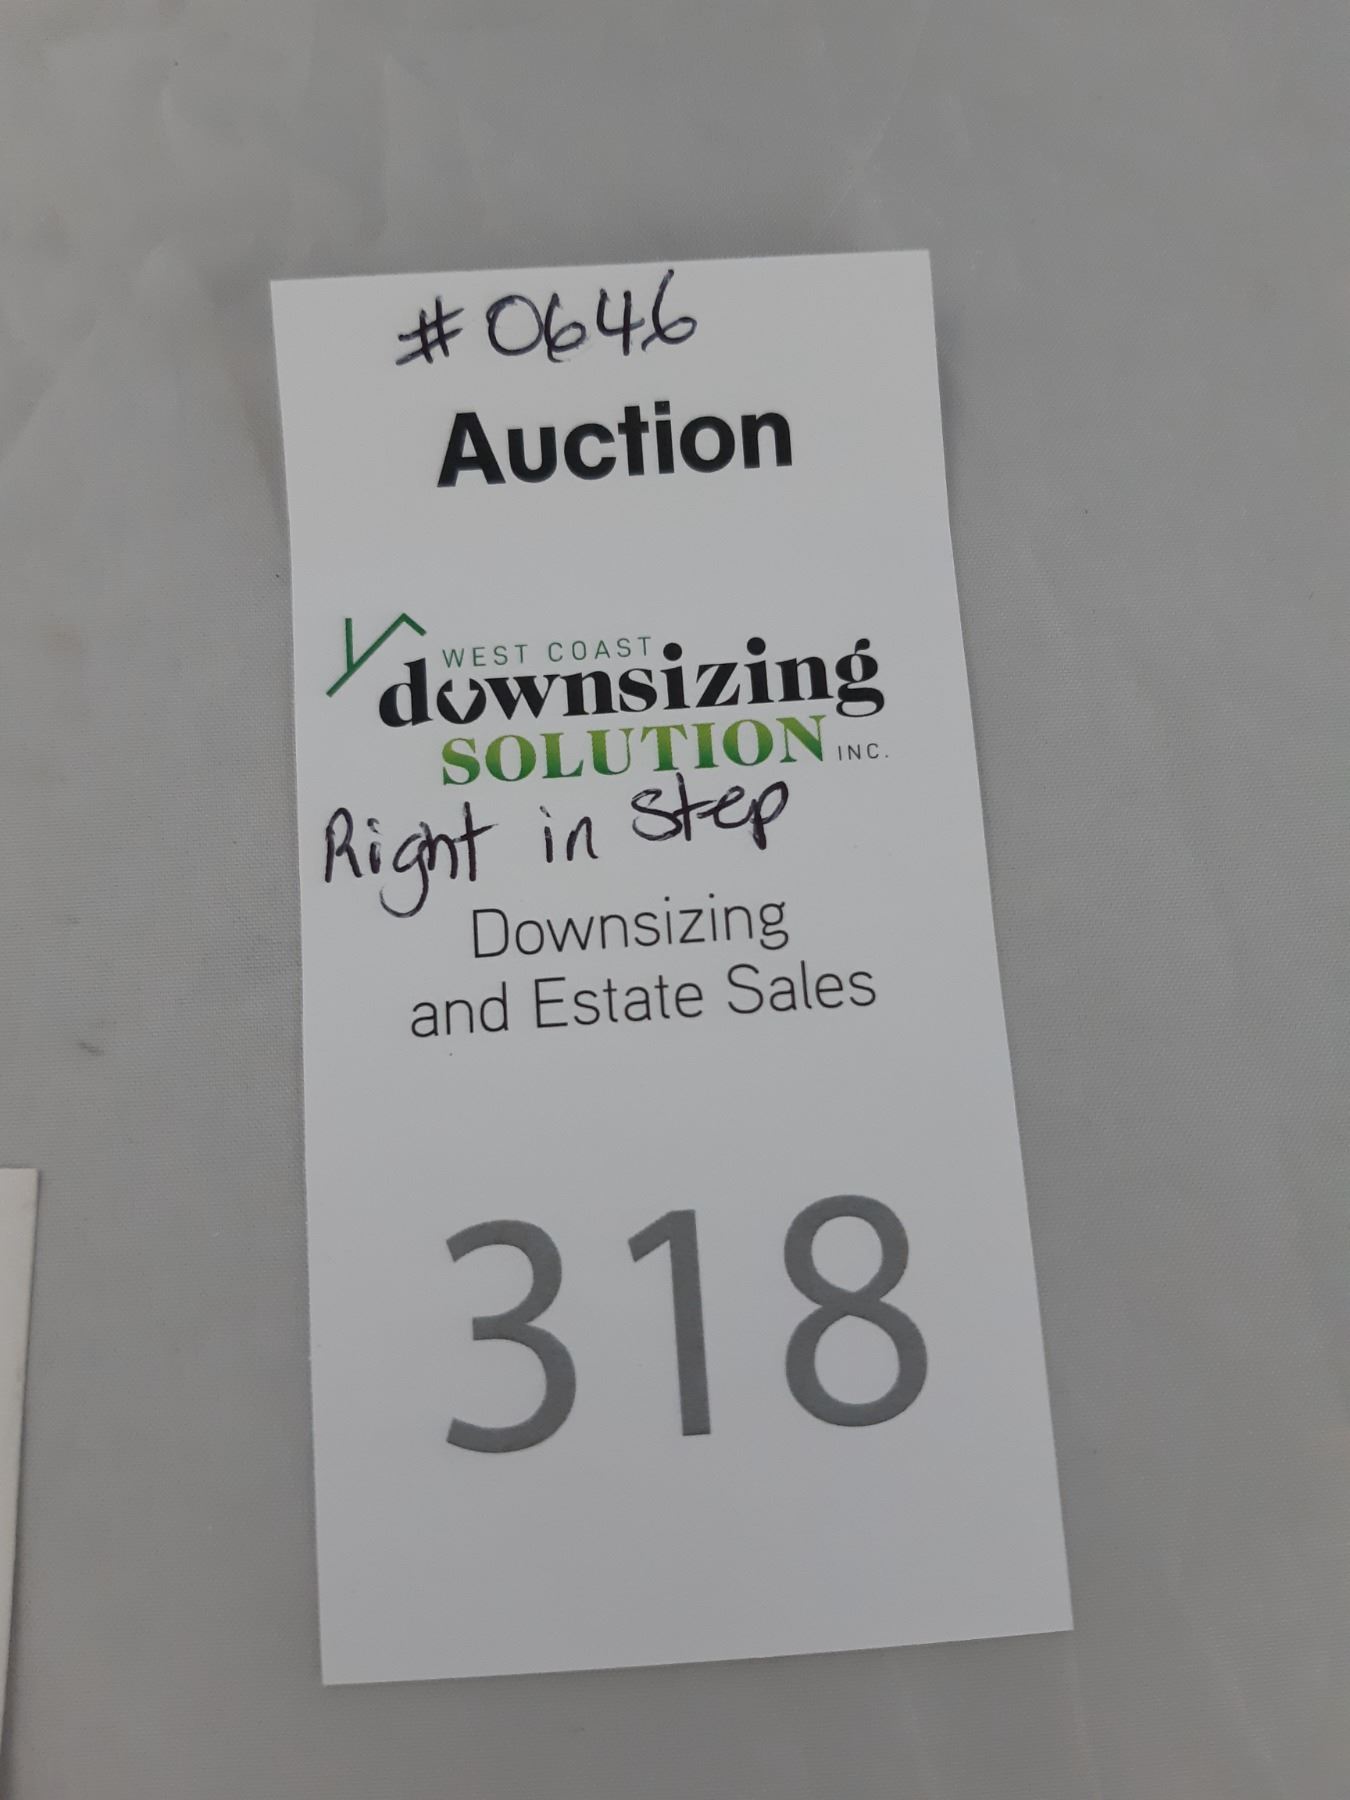 #0646
Auction
WEST COAST
downsizing
SOLUTION INC.
Right in Step
Downsizing
and Estate Sales
318